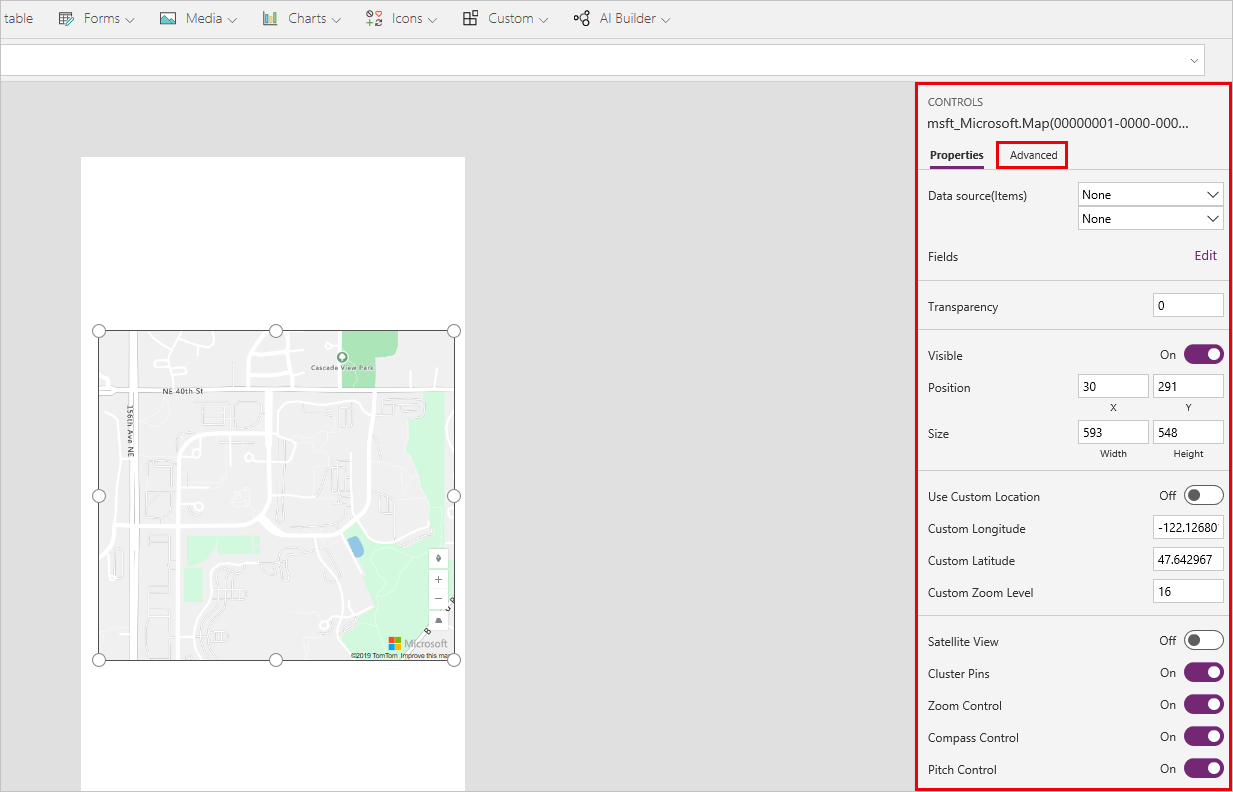 table Forms Media Charts Icons Custom AI Builder
CONTROLS
msft_Microsoft.Map(00000001-0000-000...
Properties Advanced
Data source(Items) None
None
Fields Edit
Transparency 0
Visible On
Position 30 291
X Y
Size 593 548
Width Height
Use Custom Location Off
Custom Longitude -122.12680
Custom Latitude 47.642967
Custom Zoom Level 16
Satellite View Off
Cluster Pins On
Zoom Control On
Compass Control On
Pitch Control On
Cascade View Park
NE 40th St
156th Ave NE
Microsoft
©2019 TomTom Improve this ma